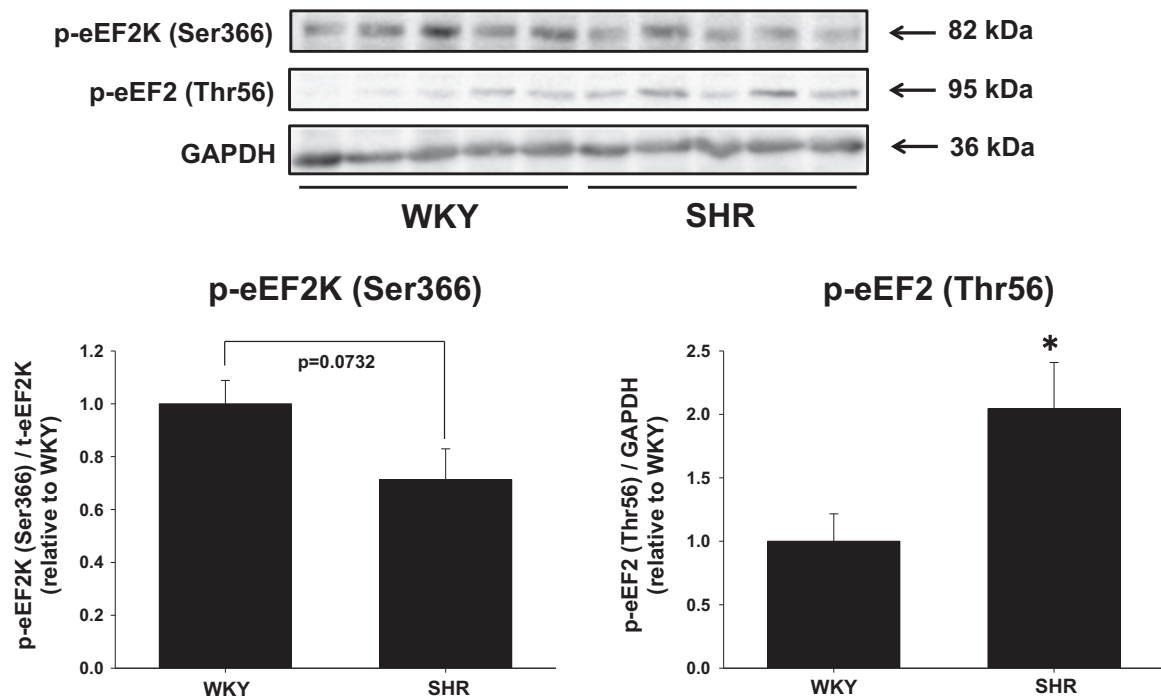 p-eEF2K (Ser366)
82 kDa
p-eEF2 (Thr56)
95 kDa
GAPDH
36 kDa
WKY
SHR
p-eEF2K (Ser366)
p-eEF2K (Ser366) / t-eEF2K
(relative to WKY)
1.2
1.0
0.8
0.6
0.4
0.2
0.0
p=0.0732
WKY
SHR
p-eEF2 (Thr56)
p-eEF2 (Thr56) / GAPDH
(relative to WKY)
2.5
2.0
1.5
1.0
0.5
0.0
*
WKY
SHR